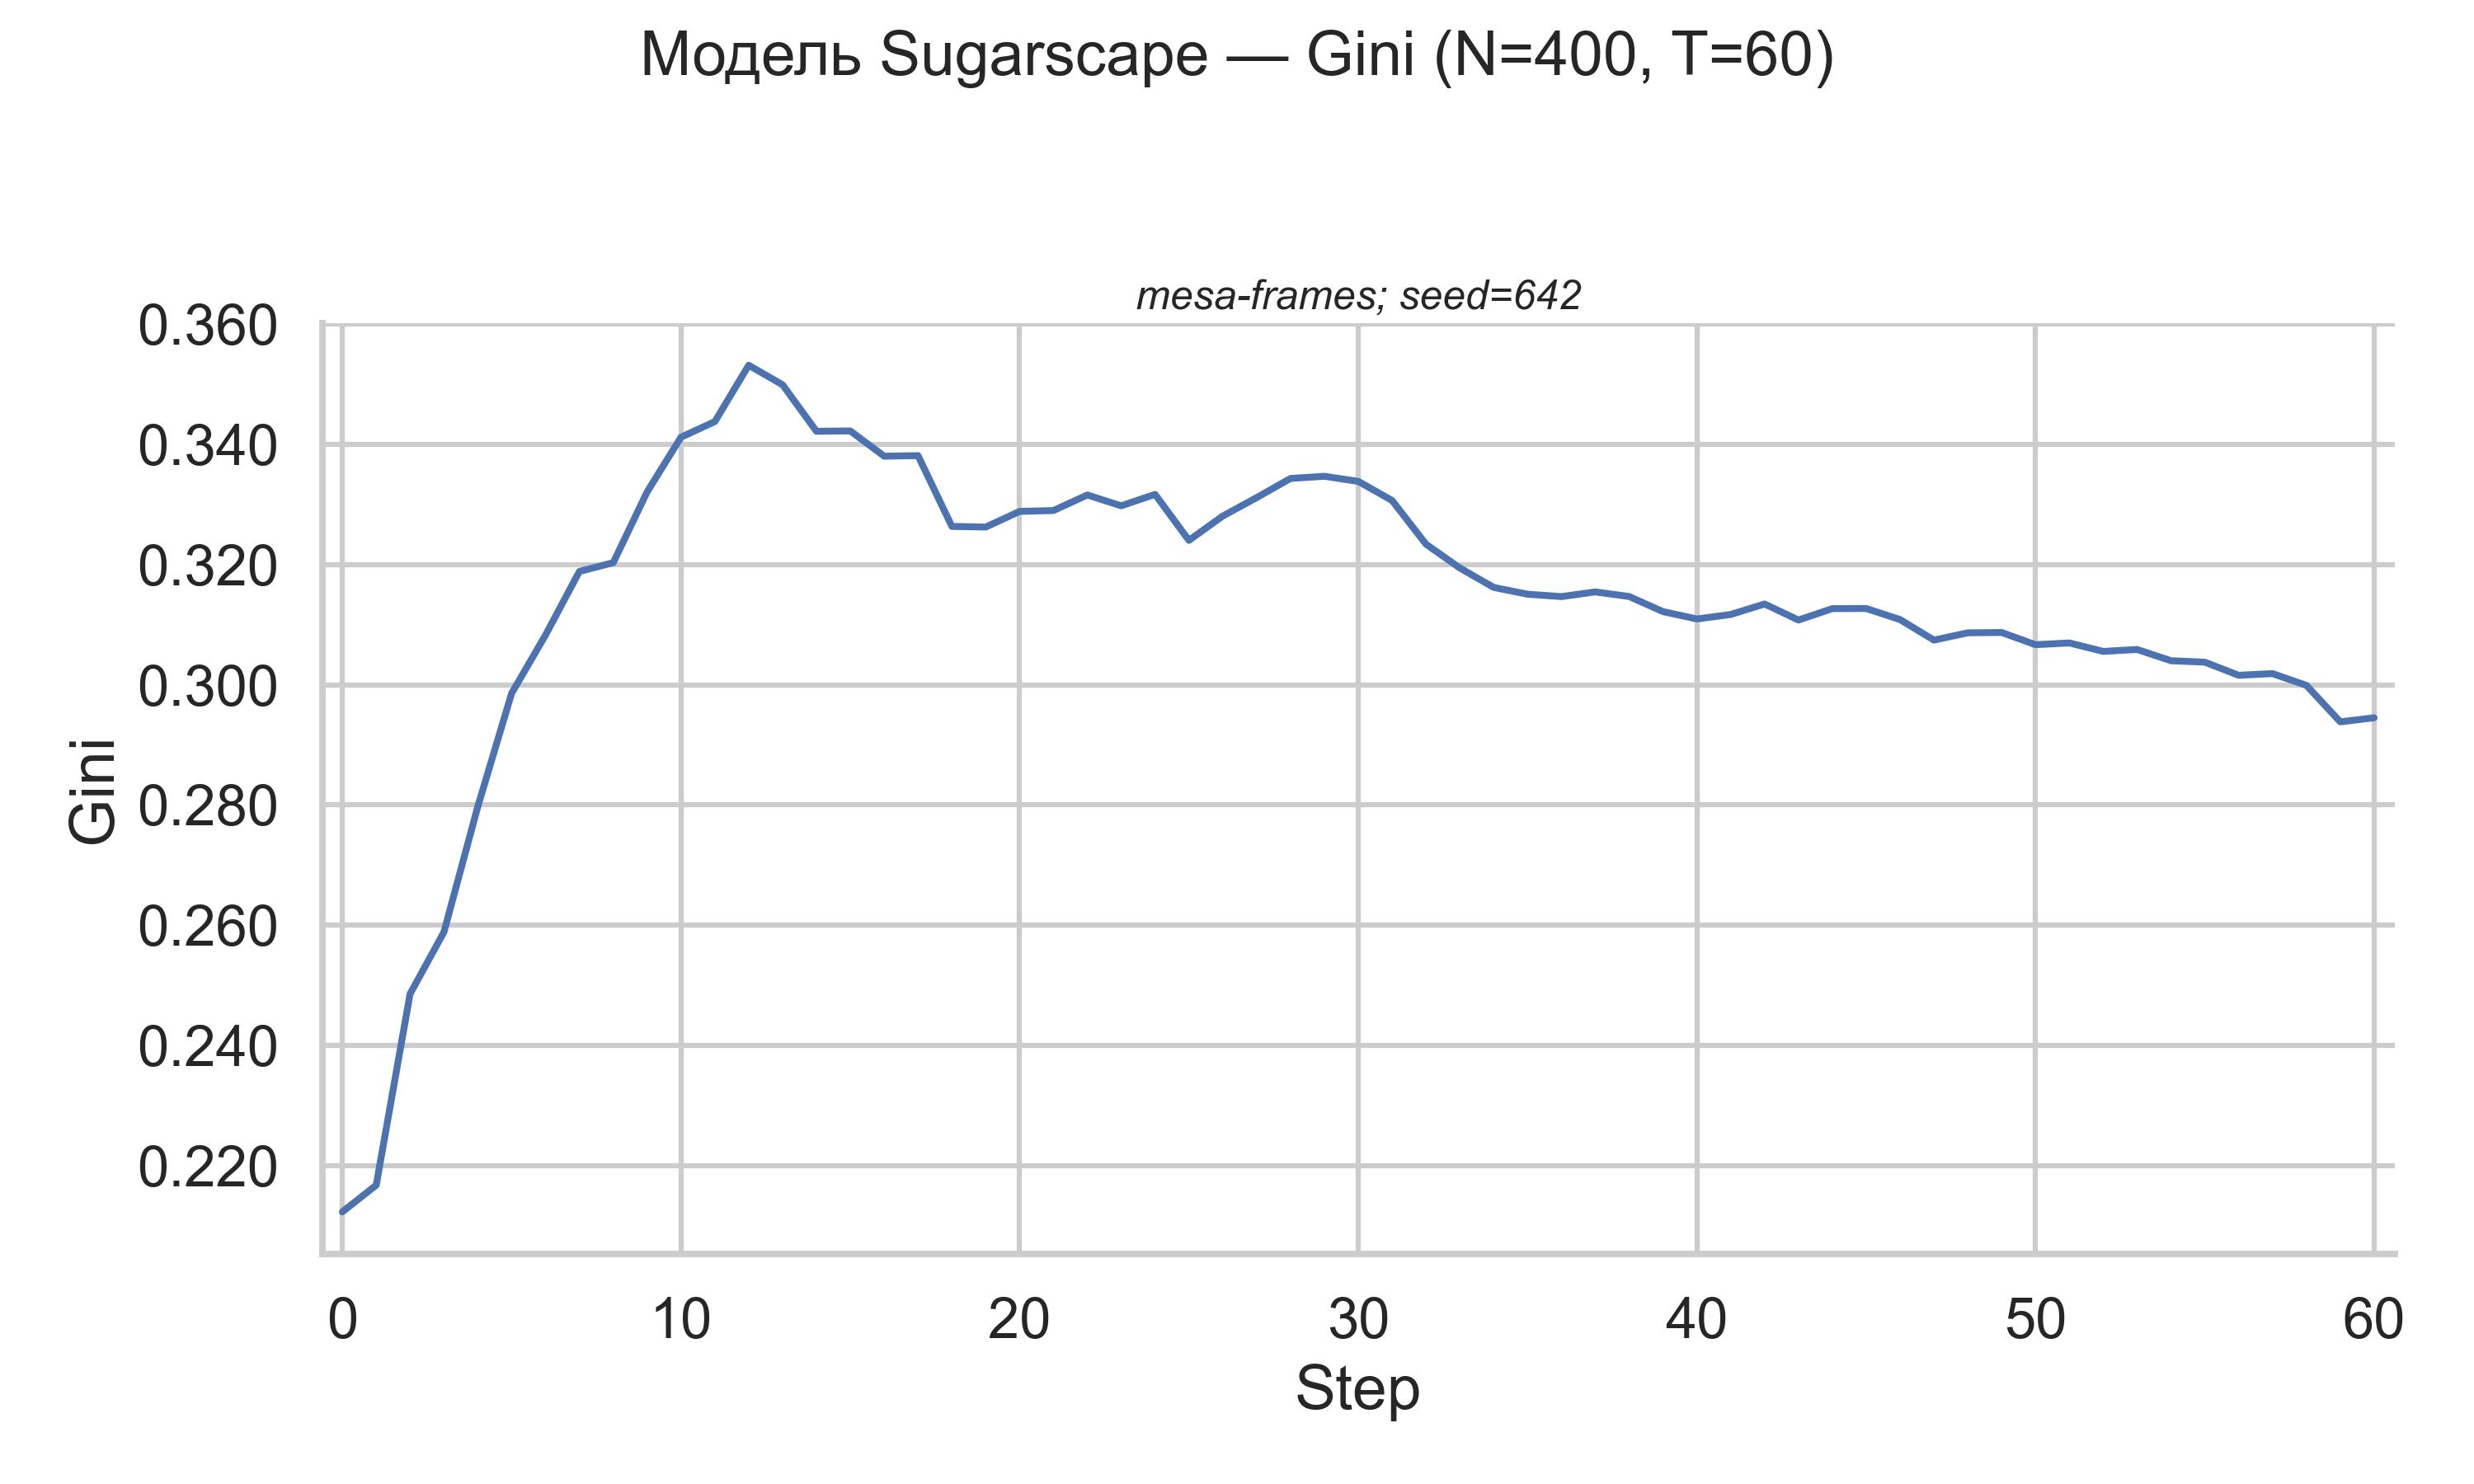 Модель Sugarscape — Gini (N=400, T=60)
mesa-frames; seed=642
0.360
0.340
0.320
0.300
0.280
0.260
0.240
0.220
Gini
0 10 20 30 40 50 60
Step